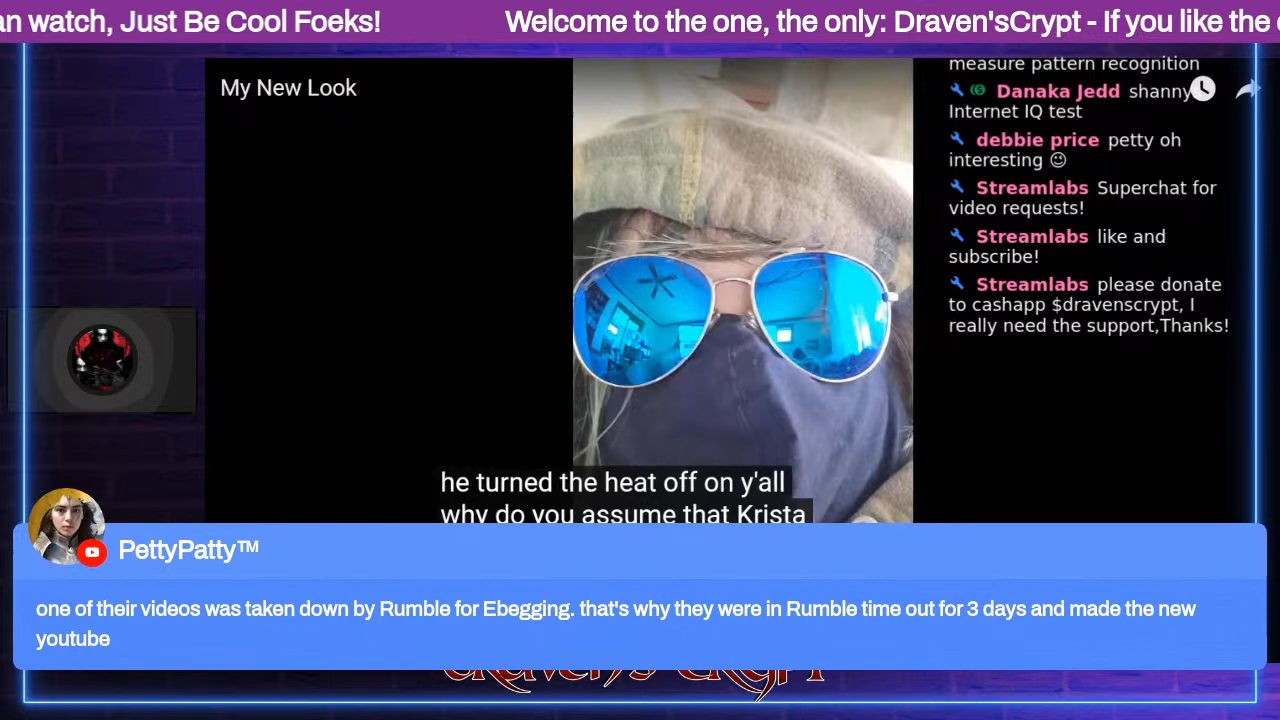 an watch, Just Be Cool Foeks! Welcome to the one, the only: Draven'sCrypt - If you like the
My New Look
measure pattern recognition
Danaka Jedd shanny
Internet IQ test
debbie price petty oh
interesting
Streamlabs Superchat for
video requests!
Streamlabs like and
subscribe!
Streamlabs please donate
to cashapp $dravenscrypt, I
really need the support,Thanks!
he turned the heat off on y'all
why do you assume that Krista
PettyPatty™
one of their videos was taken down by Rumble for Ebegging. that's why they were in Rumble time out for 3 days and made the new
youtube
Draven's Crypt